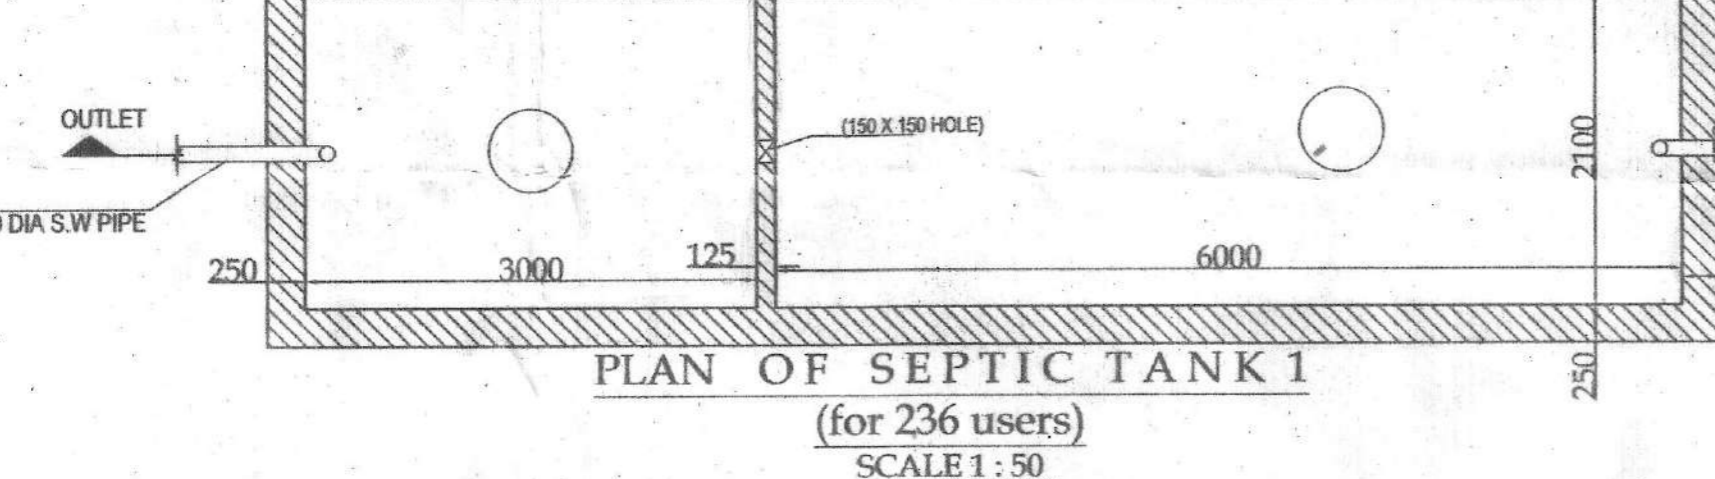 OUTLET
(150 X 150 HOLE)
2100
DIA S.W PIPE
250
3000
125
6000
PLAN OF SEPTIC TANK 1
(for 236 users)
SCALE 1 : 50
250